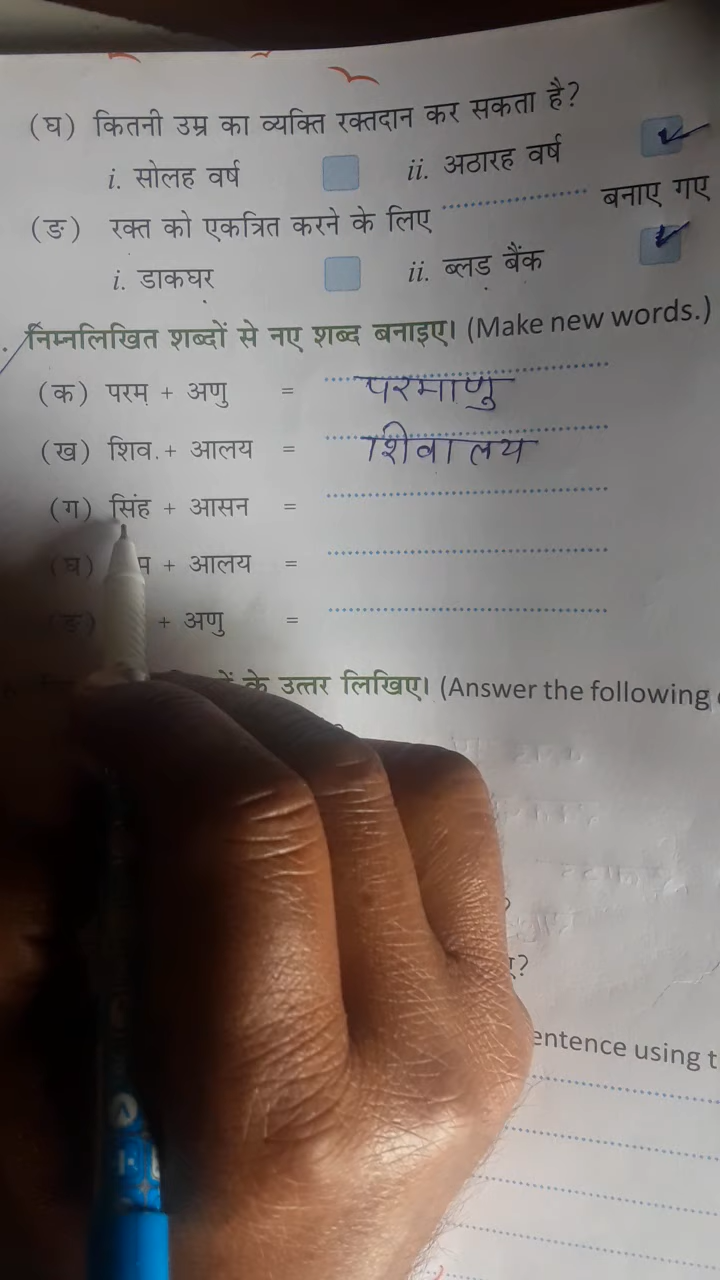 (घ) कितनी उम्र का व्यक्ति रक्तदान कर सकता है?
i. सोलह वर्ष ii. अठारह वर्ष
(ङ) रक्त को एकत्रित करने के लिए .................... बनाए गए
i. डाकघर ii. ब्लड बैंक
निम्नलिखित शब्दों से नए शब्द बनाइए। (Make new words.)
(क) परम + अणु = परमाणु
(ख) शिव + आलय = शिवालय
(ग) सिंह + आसन =
(घ) + आलय =
(ङ) + अणु =
के उत्तर लिखिए। (Answer the following
?
entence using t